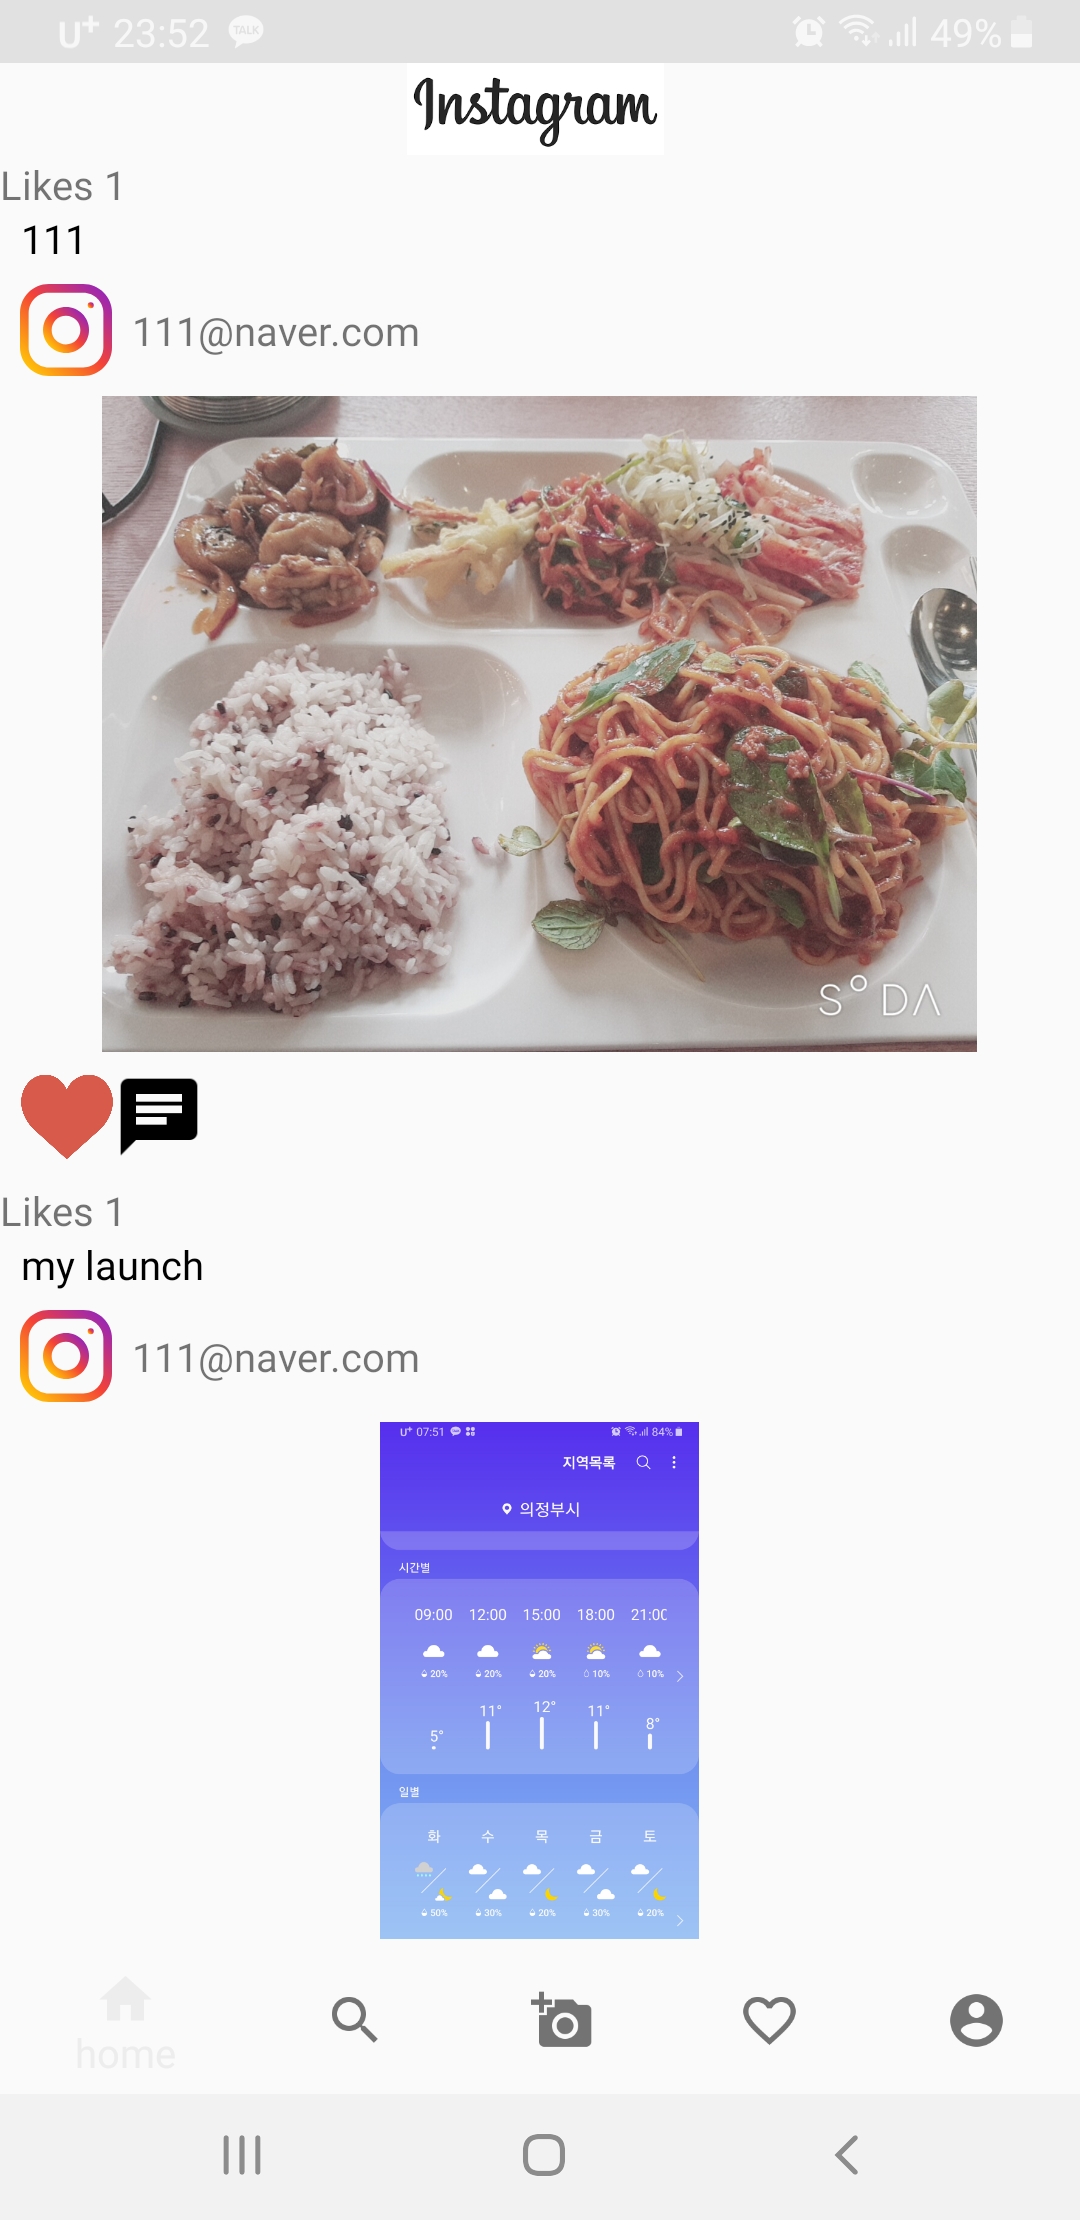 U+ 23:52 TALK 49%
Instagram
Likes 1
111
111@naver.com
S°DΛ
Likes 1
my launch
111@naver.com
U+ 07:51 84%
지역목록
의정부시
시간별
09:00 12:00 15:00 18:00 21:00
20% 20% 20% 10% 10%
5° 11° 12° 11° 8°
일별
화 수 목 금 토
50% 30% 20% 30% 20%
home